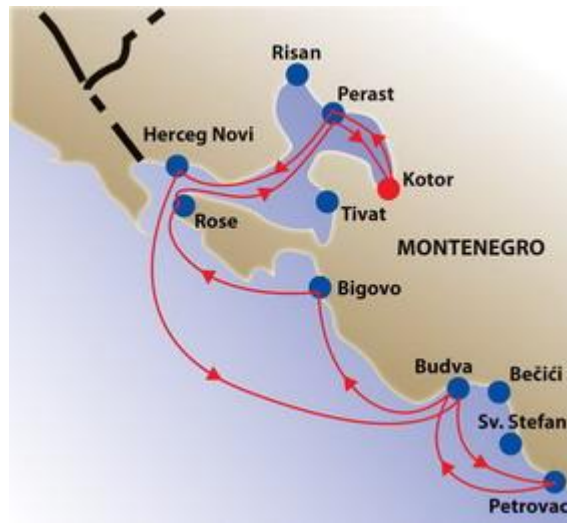 Risan
Perast
Herceg Novi
Kotor
Rose
Tivat
MONTENEGRO
Bigovo
Budva
Bečići
Sv. Stefan
Petrovac